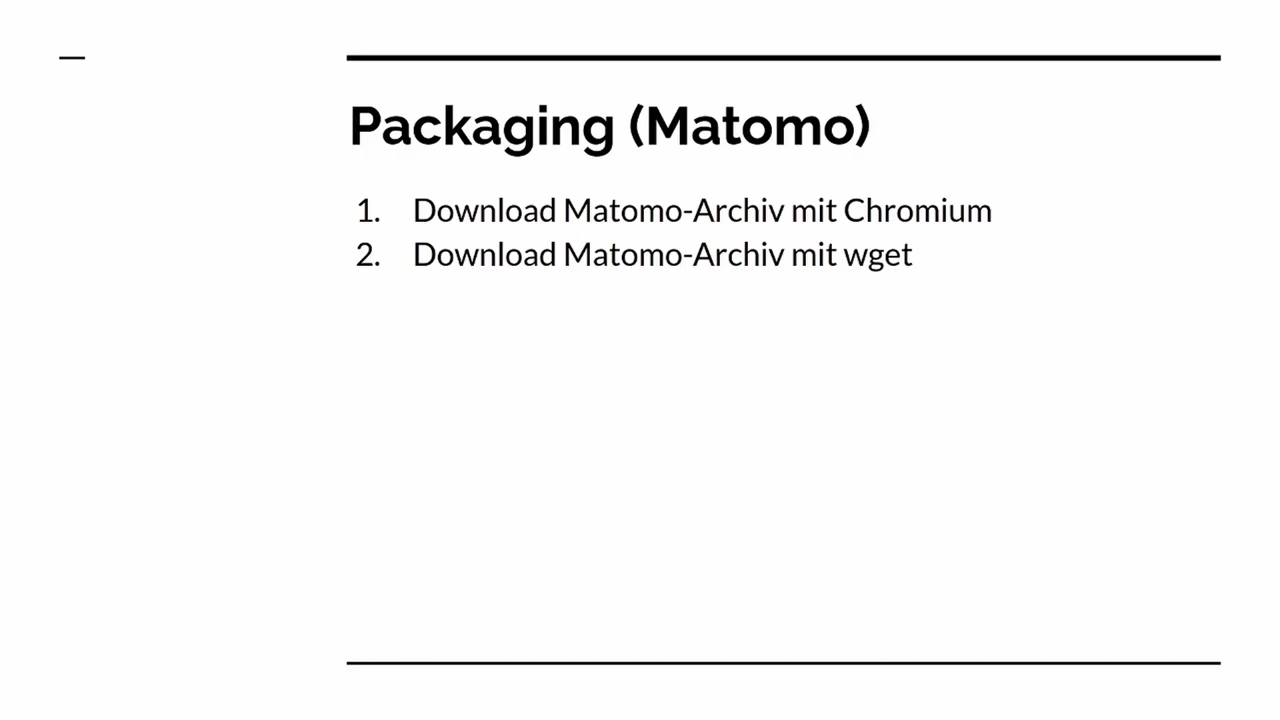 Packaging (Matomo)
1. Download Matomo-Archiv mit Chromium
2. Download Matomo-Archiv mit wget